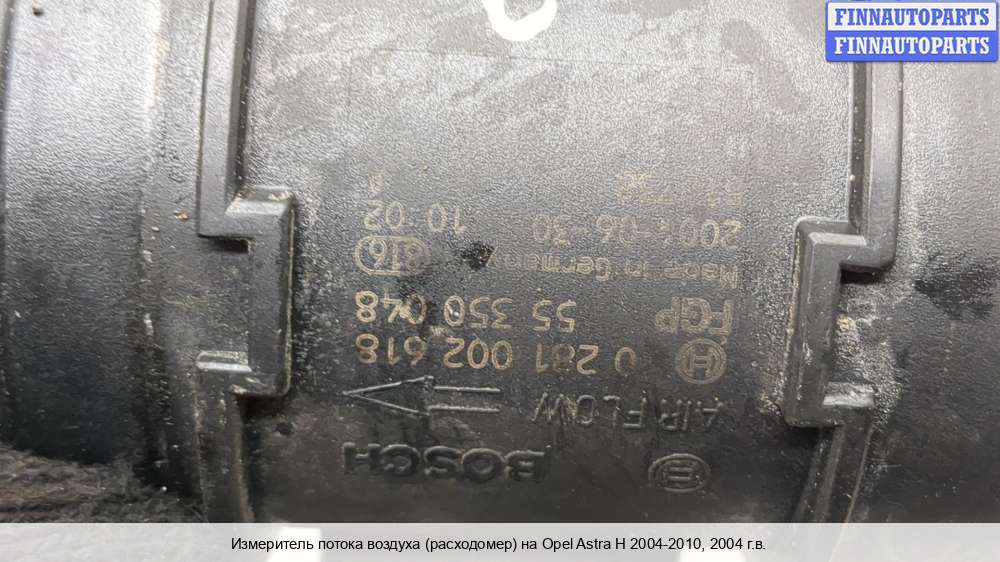 FINNAUTOPARTS
FINNAUTOPARTS
BOSCH
AIR FLOW
0 281 002 618
FGP 55 350 048
Made in Germany 616
2004-06-30 10 02
A
Измеритель потока воздуха (расходомер) на Opel Astra H 2004-2010, 2004 г.в.